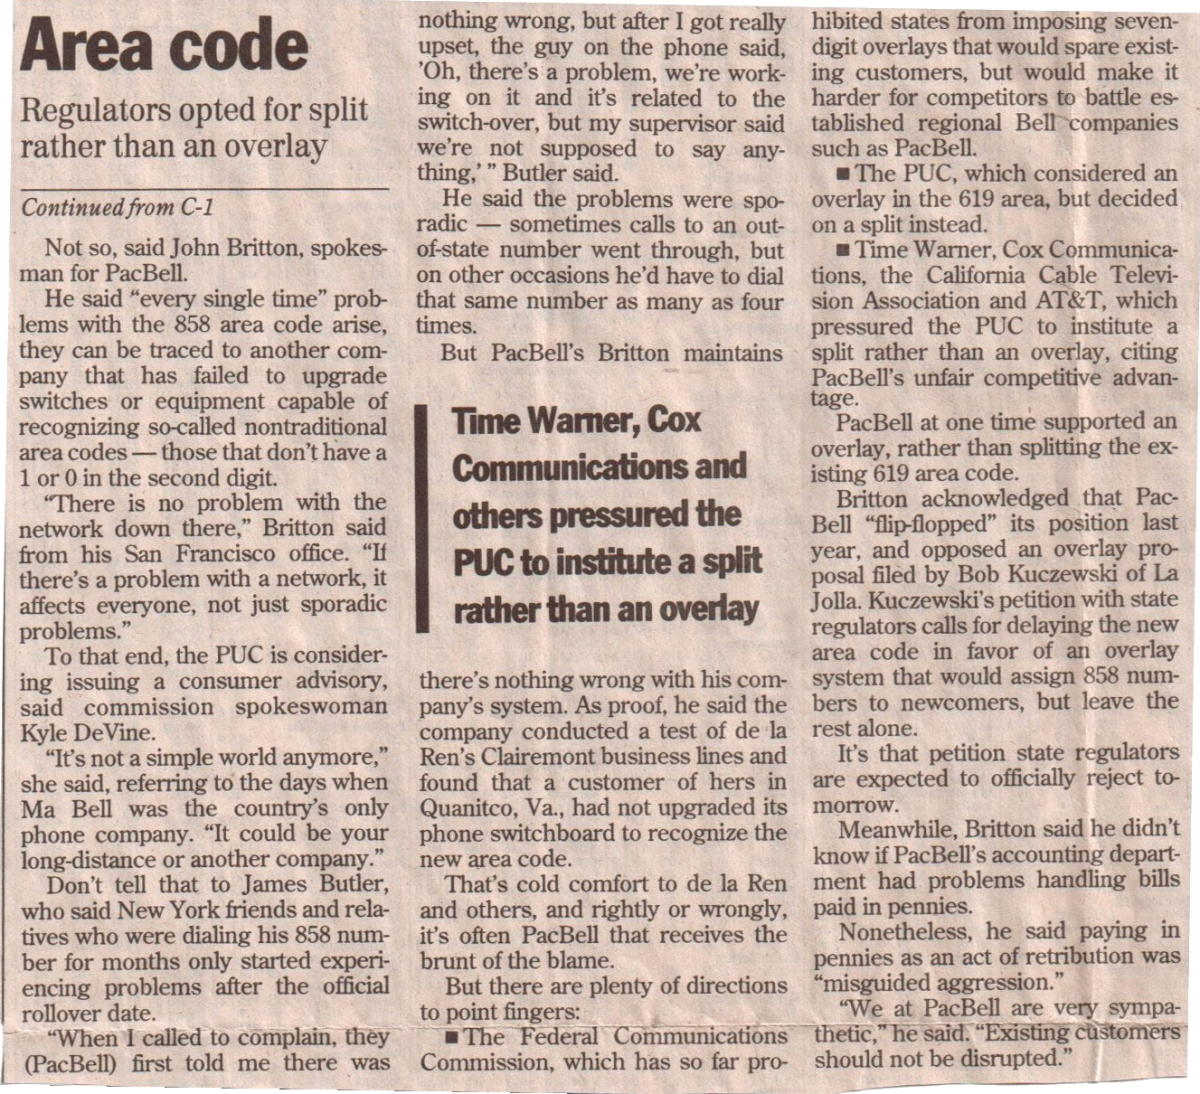 Area code
Regulators opted for split
rather than an overlay
Continued from C-1
Not so, said John Britton, spokes-
man for PacBell.
He said “every single time” prob-
lems with the 858 area code arise,
they can be traced to another com-
pany that has failed to upgrade
switches or equipment capable of
recognizing so-called nontraditional
area codes — those that don't have a
1 or 0 in the second digit.
“There is no problem with the
network down there,” Britton said
from his San Francisco office. “If
there's a problem with a network, it
affects everyone, not just sporadic
problems.”
To that end, the PUC is consider-
ing issuing a consumer advisory,
said commission spokeswoman
Kyle DeVine.
“It's not a simple world anymore,”
she said, referring to the days when
Ma Bell was the country's only
phone company. “It could be your
long-distance or another company.”
Don't tell that to James Butler,
who said New York friends and rela-
tives who were dialing his 858 num-
ber for months only started experi-
encing problems after the official
rollover date.
“When I called to complain, they
(PacBell) first told me there was
nothing wrong, but after I got really
upset, the guy on the phone said,
'Oh, there's a problem, we're work-
ing on it and it's related to the
switch-over, but my supervisor said
we're not supposed to say any-
thing,' ” Butler said.
He said the problems were spo-
radic — sometimes calls to an out-
of-state number went through, but
on other occasions he'd have to dial
that same number as many as four
times.
But PacBell's Britton maintains
Time Warner, Cox
Communications and
others pressured the
PUC to institute a split
rather than an overlay
there's nothing wrong with his com-
pany's system. As proof, he said the
company conducted a test of de la
Ren's Clairemont business lines and
found that a customer of hers in
Quanitco, Va., had not upgraded its
phone switchboard to recognize the
new area code.
That's cold comfort to de la Ren
and others, and rightly or wrongly,
it's often PacBell that receives the
brunt of the blame.
But there are plenty of directions
to point fingers:
■ The Federal Communications
Commission, which has so far pro-
hibited states from imposing seven-
digit overlays that would spare exist-
ing customers, but would make it
harder for competitors to battle es-
tablished regional Bell companies
such as PacBell.
■ The PUC, which considered an
overlay in the 619 area, but decided
on a split instead.
■ Time Warner, Cox Communica-
tions, the California Cable Televi-
sion Association and AT&T, which
pressured the PUC to institute a
split rather than an overlay, citing
PacBell's unfair competitive advan-
tage.
PacBell at one time supported an
overlay, rather than splitting the ex-
isting 619 area code.
Britton acknowledged that Pac-
Bell “flip-flopped” its position last
year, and opposed an overlay pro-
posal filed by Bob Kuczewski of La
Jolla. Kuczewski's petition with state
regulators calls for delaying the new
area code in favor of an overlay
system that would assign 858 num-
bers to newcomers, but leave the
rest alone.
It's that petition state regulators
are expected to officially reject to-
morrow.
Meanwhile, Britton said he didn't
know if PacBell's accounting depart-
ment had problems handling bills
paid in pennies.
Nonetheless, he said paying in
pennies as an act of retribution was
“misguided aggression.”
“We at PacBell are very sympa-
thetic,” he said. “Existing customers
should not be disrupted.”